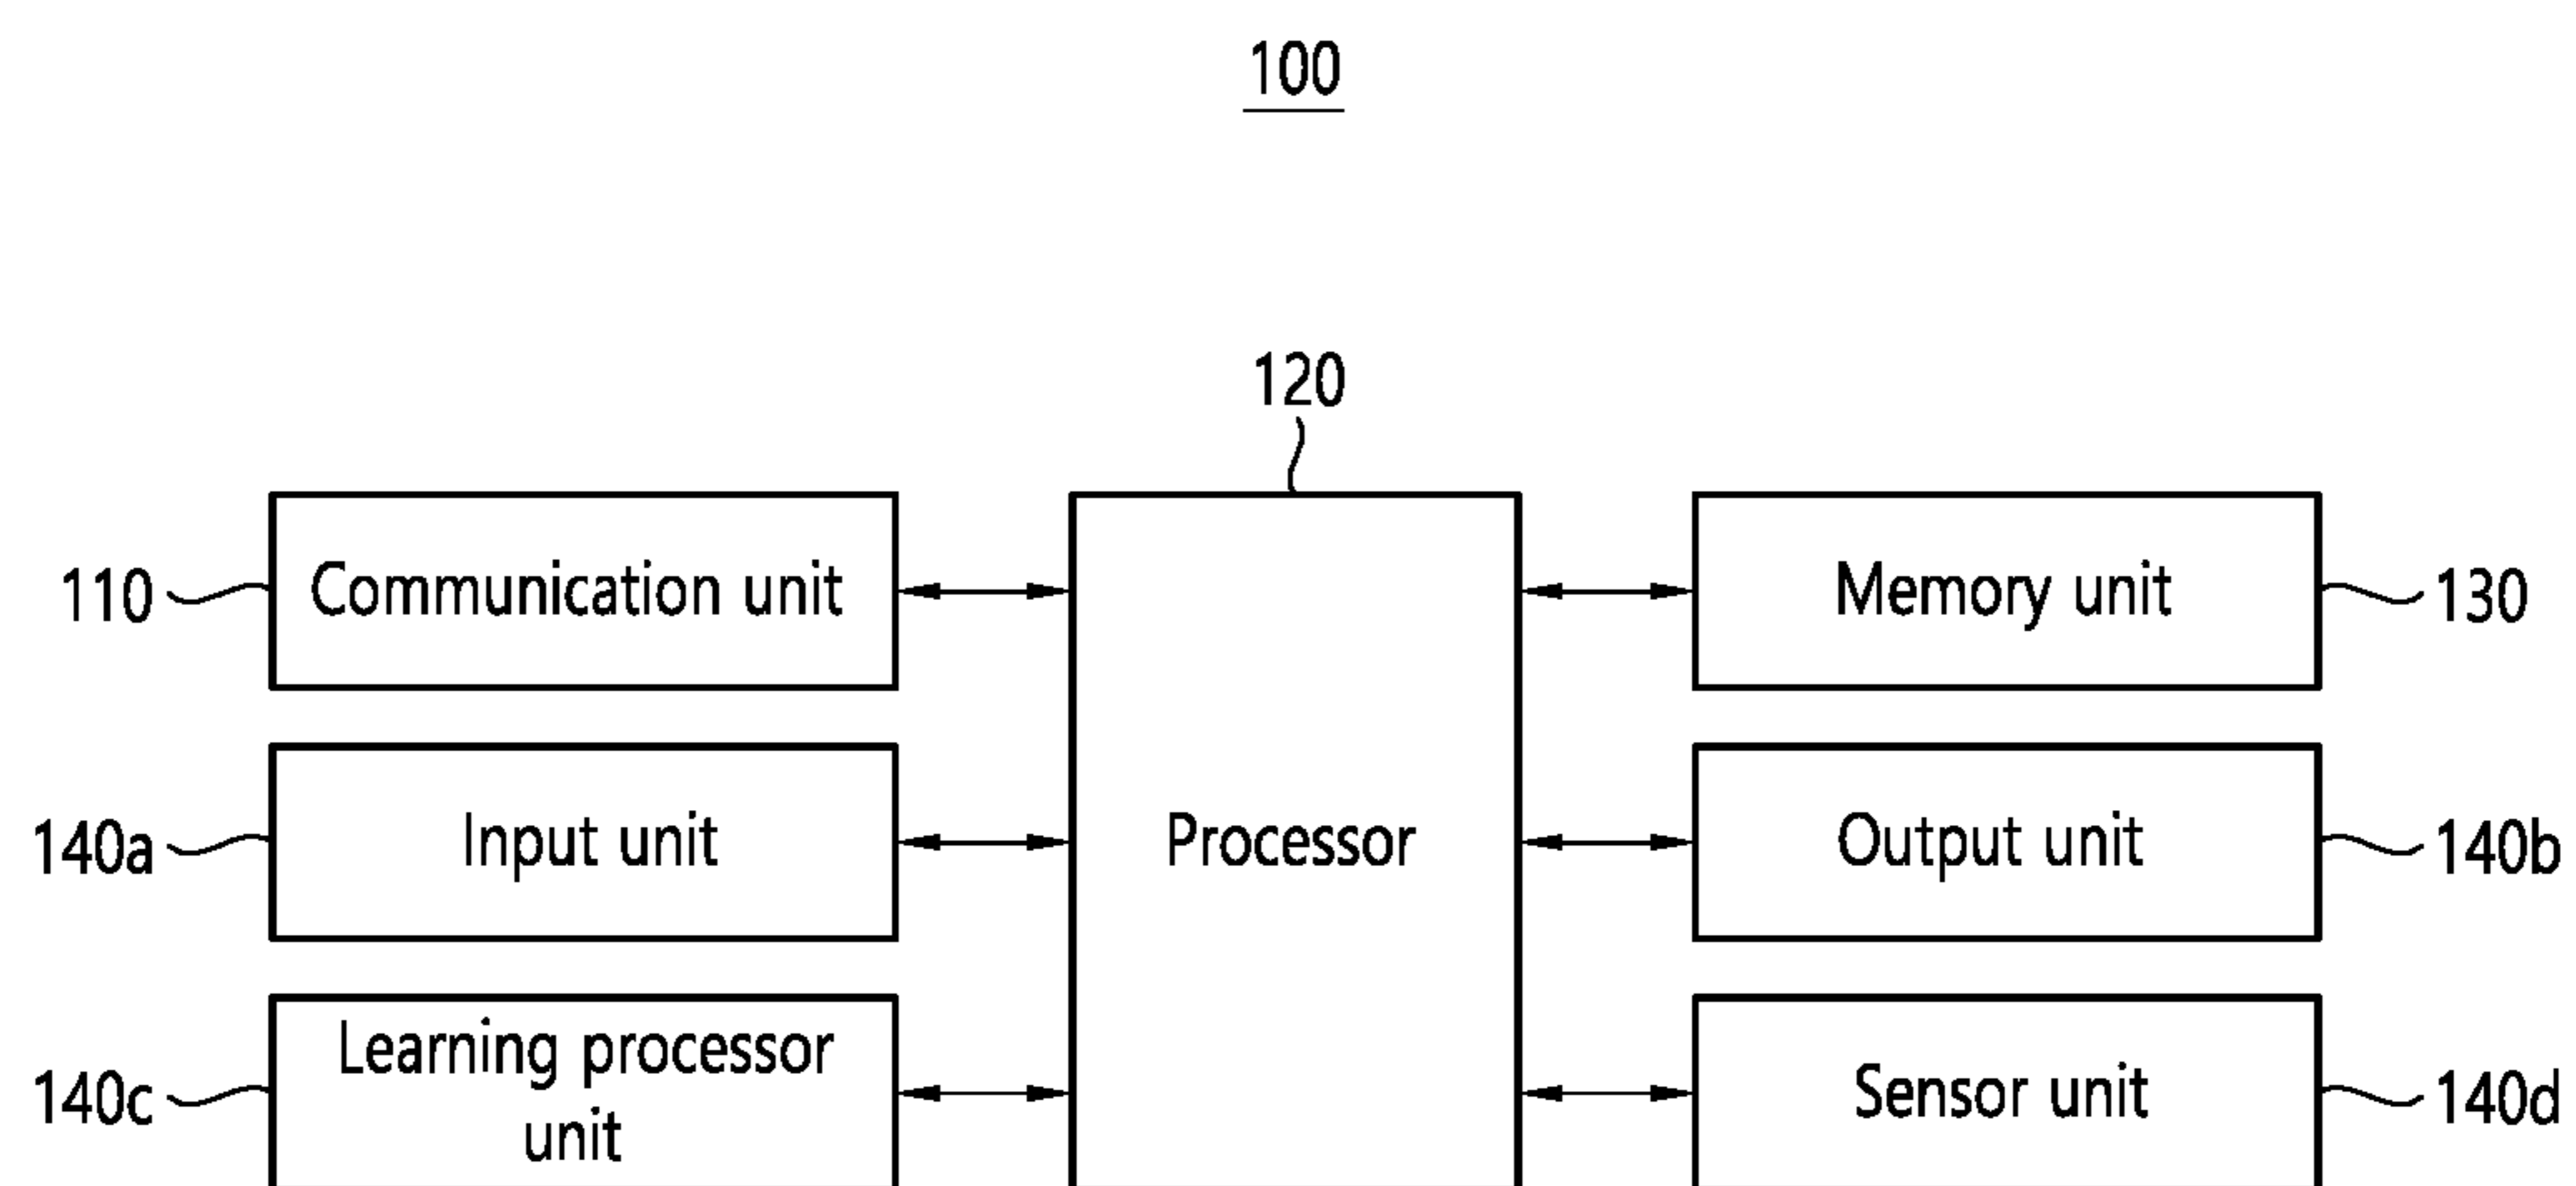 100
120
110
Communication unit
Memory unit
130
140a
Input unit
Processor
Output unit
140b
140c
Learning processor
unit
Sensor unit
140d